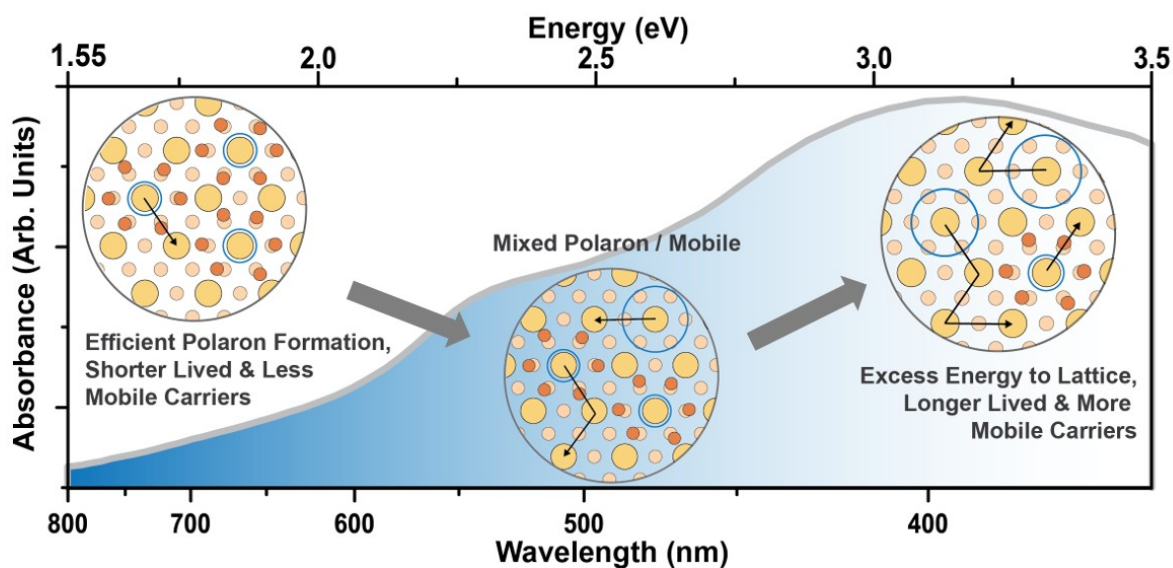 Energy (eV)
1.55 2.0 2.5 3.0 3.5
Absorbance (Arb. Units)
Efficient Polaron Formation,
Shorter Lived & Less
Mobile Carriers
Mixed Polaron / Mobile
Excess Energy to Lattice,
Longer Lived & More
Mobile Carriers
800 700 600 500 400
Wavelength (nm)